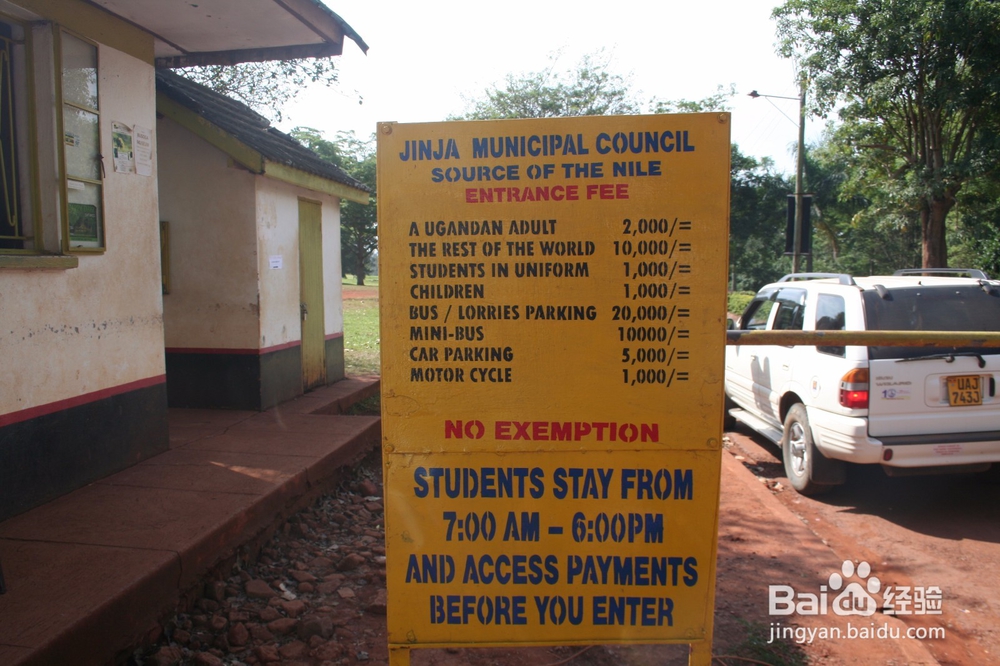 JINJA MUNICIPAL COUNCIL
SOURCE OF THE NILE
ENTRANCE FEE
A UGANDAN ADULT 2,000/=
THE REST OF THE WORLD 10,000/=
STUDENTS IN UNIFORM 1,000/=
CHILDREN 1,000/=
BUS / LORRIES PARKING 20,000/=
MINI-BUS 10000/=
CAR PARKING 5,000/=
MOTOR CYCLE 1,000/=
NO EXEMPTION
STUDENTS STAY FROM
7:00 AM – 6:00PM
AND ACCESS PAYMENTS
BEFORE YOU ENTER
UAJ
743J
Baidu 经验
jingyan.baidu.com